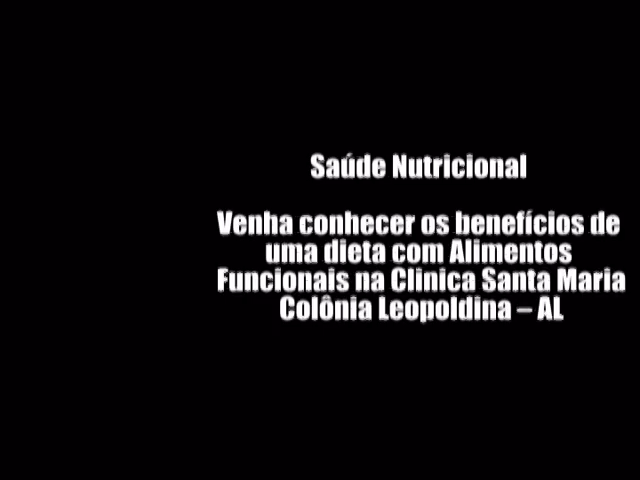 Saúde Nutricional
Venha conhecer os benefícios de
uma dieta com Alimentos
Funcionais na Clinica Santa Maria
Colônia Leopoldina – AL